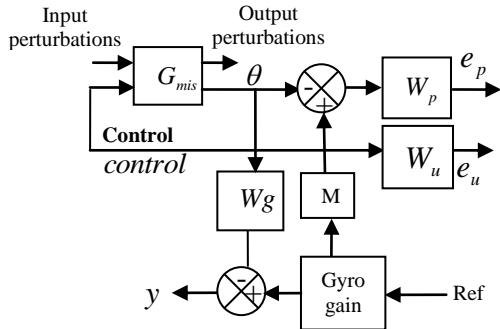 Input
perturbations
Output
perturbations
G_mis
θ
-
+
W_p
e_p
Control
control
W_u
e_u
Wg
M
-
+
y
Gyro
gain
Ref